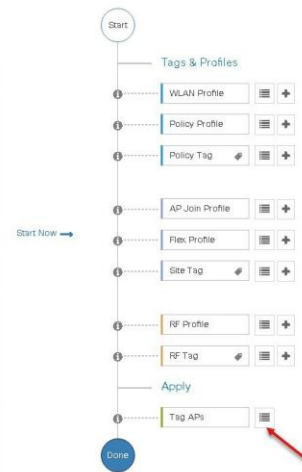 Start
Tags & Profiles
WLAN Profile
Policy Profile
Policy Tag
AP Join Profile
Start Now
Flex Profile
Site Tag
RF Profile
RF Tag
Apply
Tag APs
Done